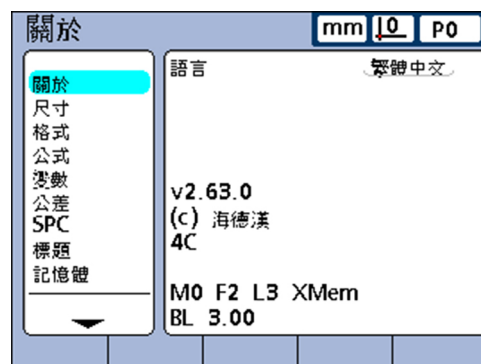 關於 mm 0 P0
關於
尺寸
格式
公式
變數
公差
SPC
標題
記憶體
語言 繁體中文
v2.63.0
(c) 海德漢
4C
M0 F2 L3 XMem
BL 3.00